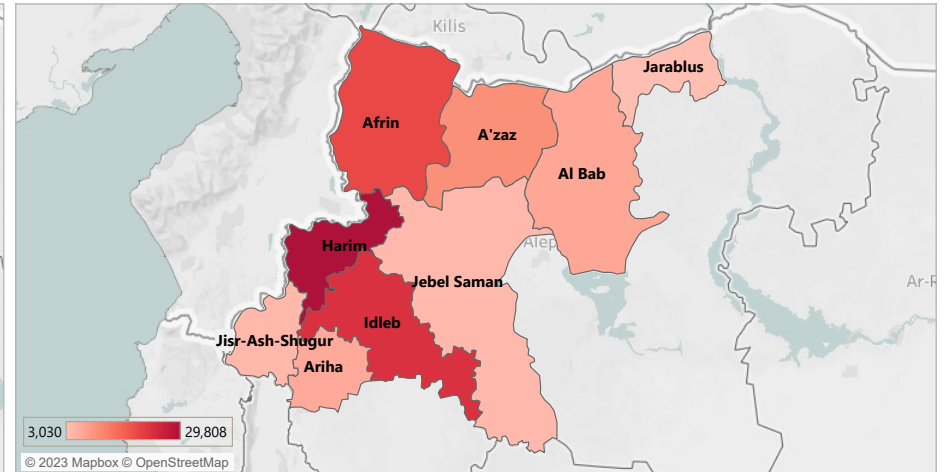 Kilis
Jarablus
Afrin
A'zaz
Al Bab
Harim
Alep
Jebel Saman
Ar-R
Idleb
Jisr-Ash-Shugur
Ariha
3,030
29,808
© 2023 Mapbox © OpenStreetMap